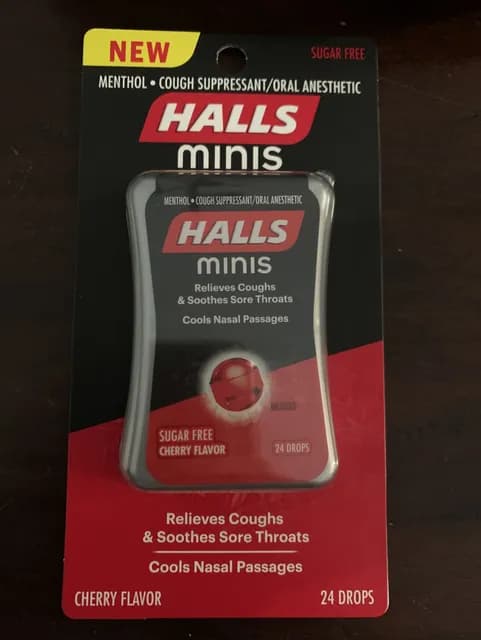 NEW
SUGAR FREE
MENTHOL • COUGH SUPPRESSANT/ORAL ANESTHETIC
HALLS
minis
MENTHOL • COUGH SUPPRESSANT/ORAL ANESTHETIC
HALLS
minis
Relieves Coughs
& Soothes Sore Throats
Cools Nasal Passages
SUGAR FREE
CHERRY FLAVOR
24 DROPS
Relieves Coughs
& Soothes Sore Throats
Cools Nasal Passages
CHERRY FLAVOR
24 DROPS